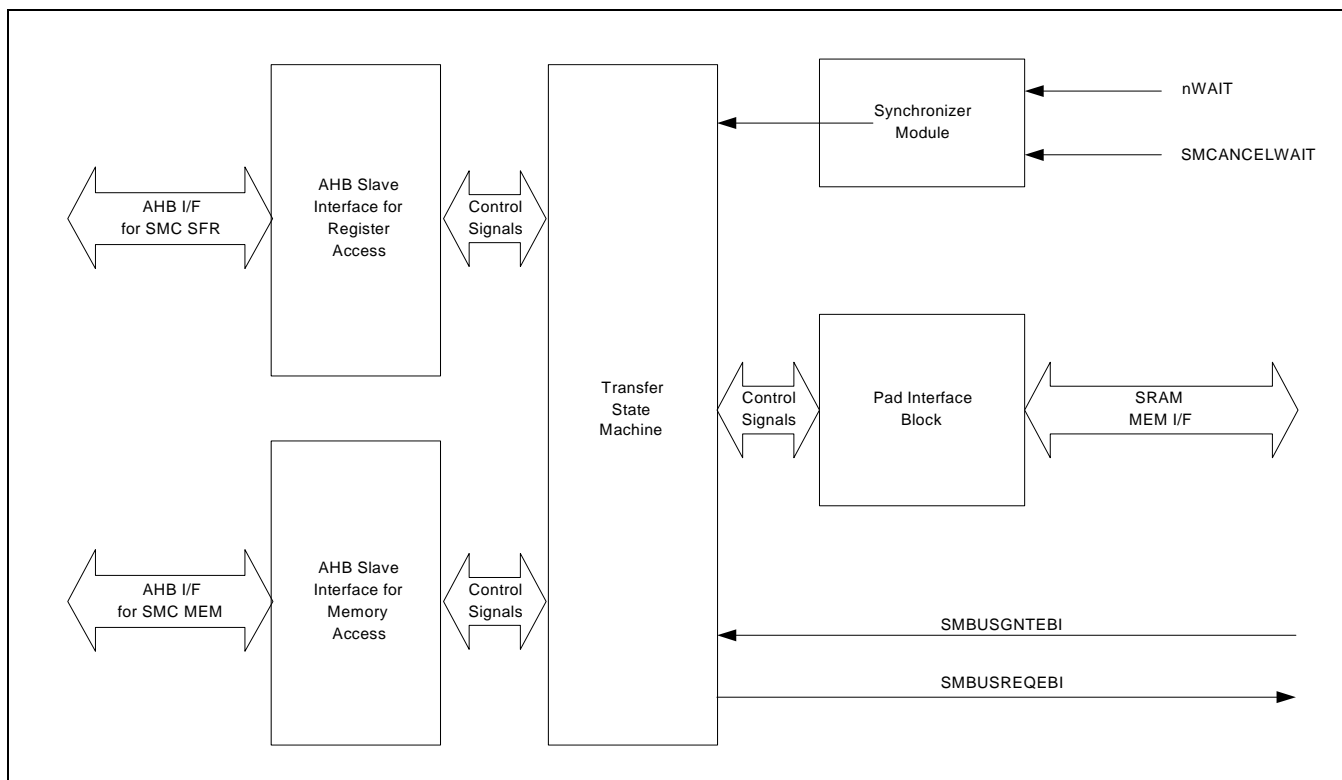 nWAIT
Synchronizer
Module
SMCANCELWAIT
AHB Slave
Interface for
Register
Access
AHB I/F
for SMC SFR
Control
Signals
Transfer
State
Machine
Control
Signals
Pad Interface
Block
SRAM
MEM I/F
AHB Slave
Interface for
Memory
Access
AHB I/F
for SMC MEM
Control
Signals
SMBUSGNTEBI
SMBUSREQEBI